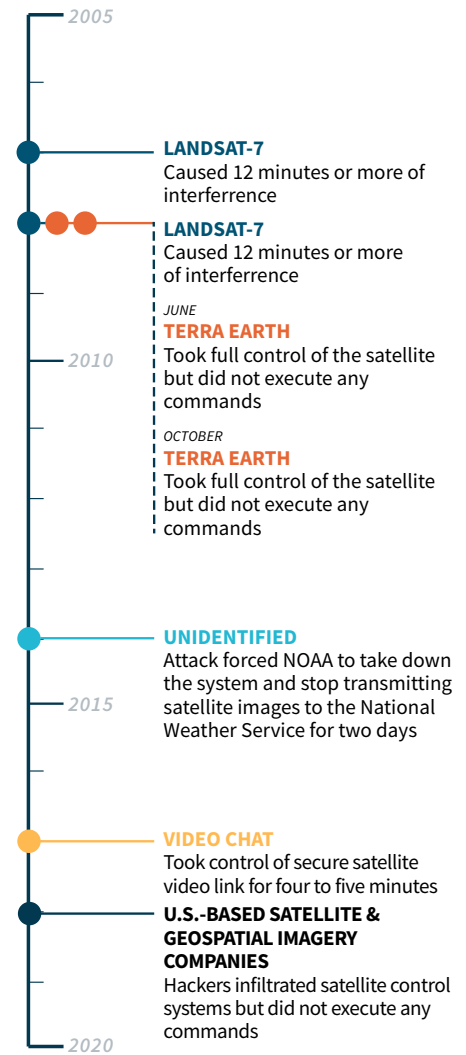 2005
LANDSAT-7
Caused 12 minutes or more of
interferrence
LANDSAT-7
Caused 12 minutes or more
of interferrence
JUNE
TERRA EARTH
Took full control of the satellite
but did not execute any
commands
2010
OCTOBER
TERRA EARTH
Took full control of the satellite
but did not execute any
commands
UNIDENTIFIED
Attack forced NOAA to take down
the system and stop transmitting
satellite images to the National
Weather Service for two days
2015
VIDEO CHAT
Took control of secure satellite
video link for four to five minutes
U.S.-BASED SATELLITE &
GEOSPATIAL IMAGERY
COMPANIES
Hackers infiltrated satellite control
systems but did not execute any
commands
2020